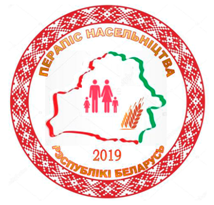 ПЕРАПІС НАСЕЛЬНІЦТВА
2019
РЭСПУБЛІКІ БЕЛАРУСЬ